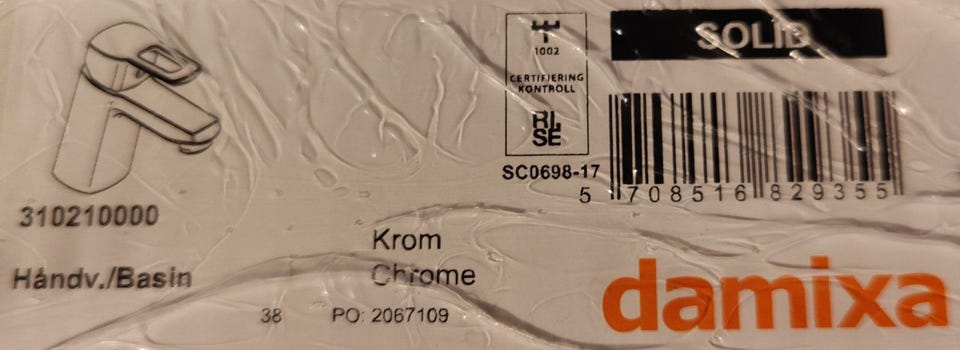 SOLID
1002
CERTIFIERING
KONTROLL
RI.
SE
SC0698-17
5 708516 829355
310210000
Krom
Håndv./Basin
Chrome
38 PO: 2067109
damixa